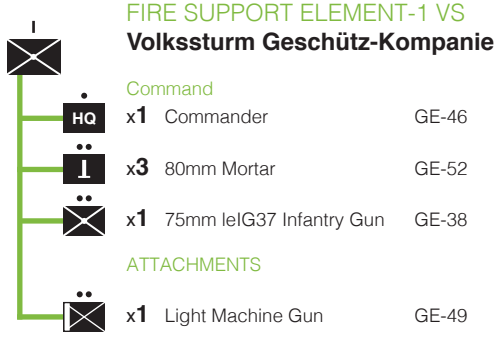 FIRE SUPPORT ELEMENT-1 VS
Volkssturm Geschütz-Kompanie
Command
HQ x1 Commander GE-46
x3 80mm Mortar GE-52
x1 75mm leIG37 Infantry Gun GE-38
ATTACHMENTS
x1 Light Machine Gun GE-49